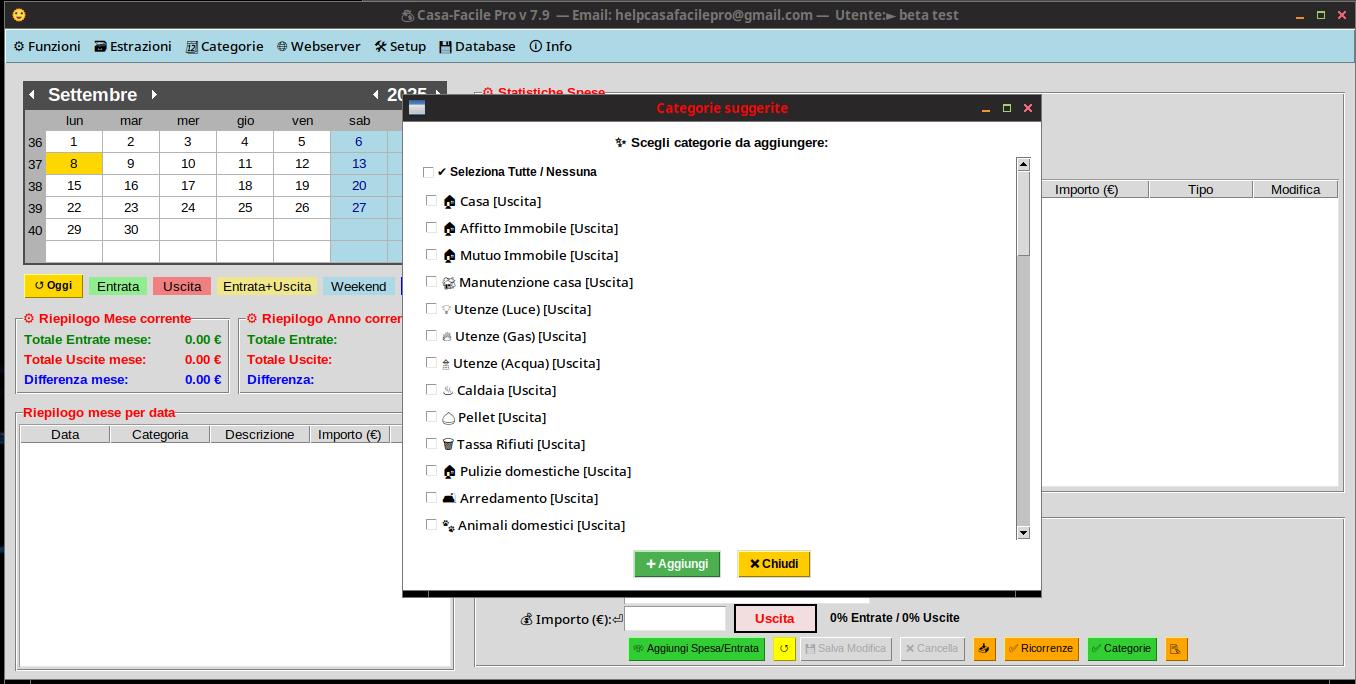 Casa-Facile Pro v 7.9 — Email: helpcasafacilepro@gmail.com — Utente:► beta test
Funzioni Estrazioni Categorie Webserver Setup Database Info
Settembre 2025
lun mar mer gio ven sab
36 1 2 3 4 5 6
37 8 9 10 11 12 13
38 15 16 17 18 19 20
39 22 23 24 25 26 27
40 29 30
Oggi Entrata Uscita Entrata+Uscita Weekend
Riepilogo Mese corrente
Totale Entrate mese: 0.00 €
Totale Uscite mese: 0.00 €
Differenza mese: 0.00 €
Riepilogo Anno corren
Totale Entrate:
Totale Uscite:
Differenza:
Riepilogo mese per data
Data Categoria Descrizione Importo (€)
Statistiche Spese
Importo (€) Tipo Modifica
Categorie suggerite
Scegli categorie da aggiungere:
✔ Seleziona Tutte / Nessuna
Casa [Uscita]
Affitto Immobile [Uscita]
Mutuo Immobile [Uscita]
Manutenzione casa [Uscita]
Utenze (Luce) [Uscita]
Utenze (Gas) [Uscita]
Utenze (Acqua) [Uscita]
Caldaia [Uscita]
Pellet [Uscita]
Tassa Rifiuti [Uscita]
Pulizie domestiche [Uscita]
Arredamento [Uscita]
Animali domestici [Uscita]
Aggiungi Chiudi
Importo (€): Uscita 0% Entrate / 0% Uscite
Aggiungi Spesa/Entrata Salva Modifica Cancella Ricorrenze Categorie